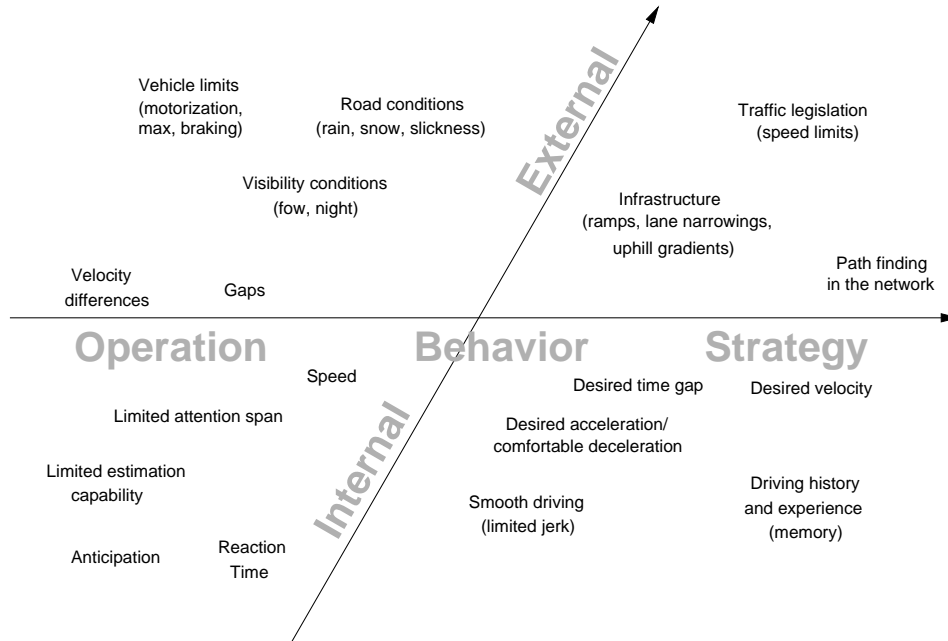 Vehicle limits
(motorization,
max, braking)
Road conditions
(rain, snow, slickness)
External
Traffic legislation
(speed limits)
Visibility conditions
(fow, night)
Infrastructure
(ramps, lane narrowings,
uphill gradients)
Velocity
differences
Gaps
Path finding
in the network
Operation
Behavior
Strategy
Speed
Desired time gap
Desired velocity
Limited attention span
Internal
Desired acceleration/
comfortable deceleration
Limited estimation
capability
Smooth driving
(limited jerk)
Driving history
and experience
(memory)
Anticipation
Reaction
Time